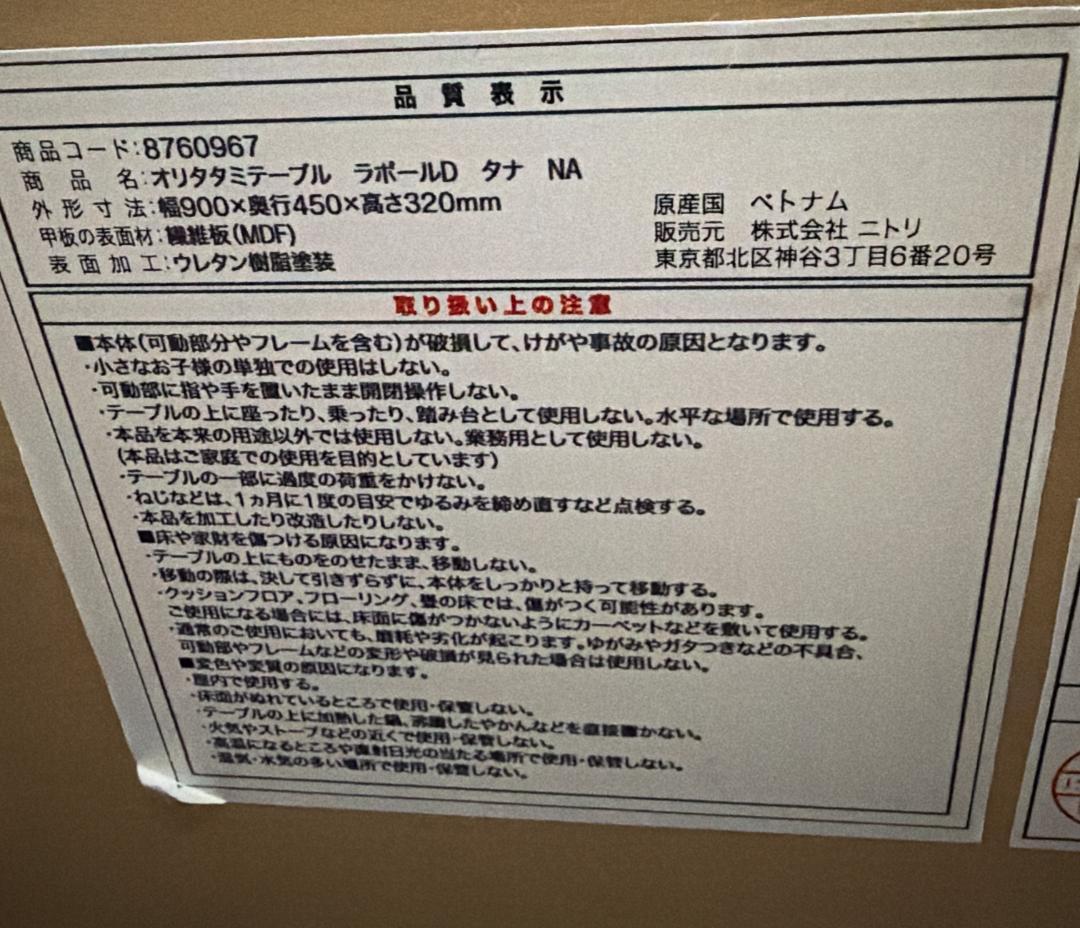 品質表示
商品コード:8760967
商品名:オリタタミテーブル ラポールD タナ NA
外形寸法:幅900×奥行450×高さ320mm
甲板の表面材:繊維板(MDF)
表面加工:ウレタン樹脂塗装
原産国 ベトナム
販売元 株式会社 ニトリ
東京都北区神谷3丁目6番20号
取り扱い上の注意
■本体(可動部分やフレームを含む)が破損して、けがや事故の原因となります。
・小さなお子様の単独での使用はしない。
・可動部に指や手を置いたまま開閉操作しない。
・テーブルの上に座ったり、乗ったり、踏み台として使用しない。水平な場所で使用する。
・本品を本来の用途以外では使用しない。業務用として使用しない。
(本品はご家庭での使用を目的としています)
・テーブルの一部に過度の荷重をかけない。
・ねじなどは、1ヵ月に1度の目安でゆるみを締め直すなど点検する。
・本品を加工したり改造したりしない。
■床や家財を傷つける原因になります。
・テーブルの上にものをのせたまま、移動しない。
・移動の際は、決して引きずらずに、本体をしっかりと持って移動する。
・クッションフロア、フローリング、畳の床では、傷がつく可能性があります。
ご使用になる場合には、床面に傷がつかないようにカーペットなどを敷いて使用する。
・通常のご使用においても、磨耗や劣化が起こります。ゆがみやガタつきなどの不具合、
可動部やフレームなどの変形や破損が見られた場合は使用しない。
■変色や変質の原因になります。
・屋内で使用する。
・床面がぬれているところで使用・保管しない。
・テーブルの上に加熱した鍋、沸騰したやかんなどを直接置かない。
・火気やストーブなどの近くで使用・保管しない。
・高温になるところや直射日光の当たる場所で使用・保管しない。
・湿気・水気の多い場所で使用・保管しない。